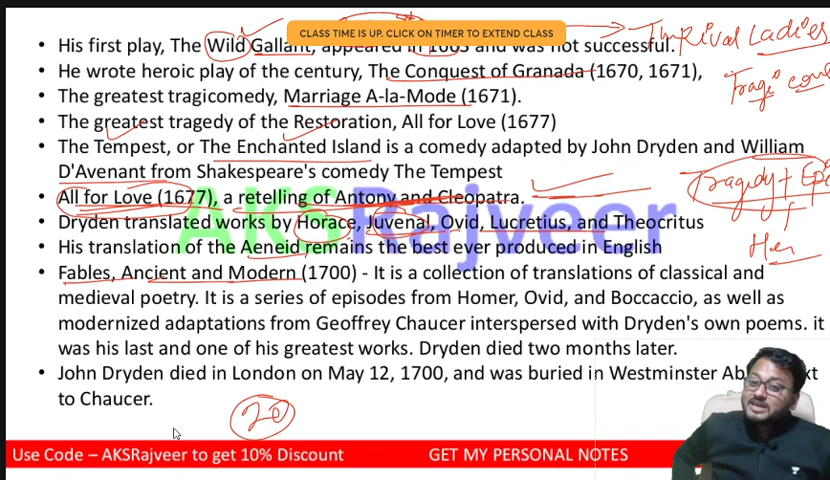 CLASS TIME IS UP. CLICK ON TIMER TO EXTEND CLASS
• His first play, The Wild Gallant, appeared in 1663 and was not successful.
Rival Ladies
• He wrote heroic play of the century, The Conquest of Granada (1670, 1671),
Tragi com
• The greatest tragicomedy, Marriage A-la-Mode (1671).
• The greatest tragedy of the Restoration, All for Love (1677)
• The Tempest, or The Enchanted Island is a comedy adapted by John Dryden and William
D'Avenant from Shakespeare's comedy The Tempest
Tragedy + Epi
• All for Love (1677), a retelling of Antony and Cleopatra.
• Dryden translated works by Horace, Juvenal, Ovid, Lucretius, and Theocritus
Her
• His translation of the Aeneid remains the best ever produced in English
AKSRajveer
• Fables, Ancient and Modern (1700) - It is a collection of translations of classical and
medieval poetry. It is a series of episodes from Homer, Ovid, and Boccaccio, as well as
modernized adaptations from Geoffrey Chaucer interspersed with Dryden's own poems. it
was his last and one of his greatest works. Dryden died two months later.
• John Dryden died in London on May 12, 1700, and was buried in Westminster Ab xt
to Chaucer.
20
Use Code – AKSRajveer to get 10% Discount
GET MY PERSONAL NOTES